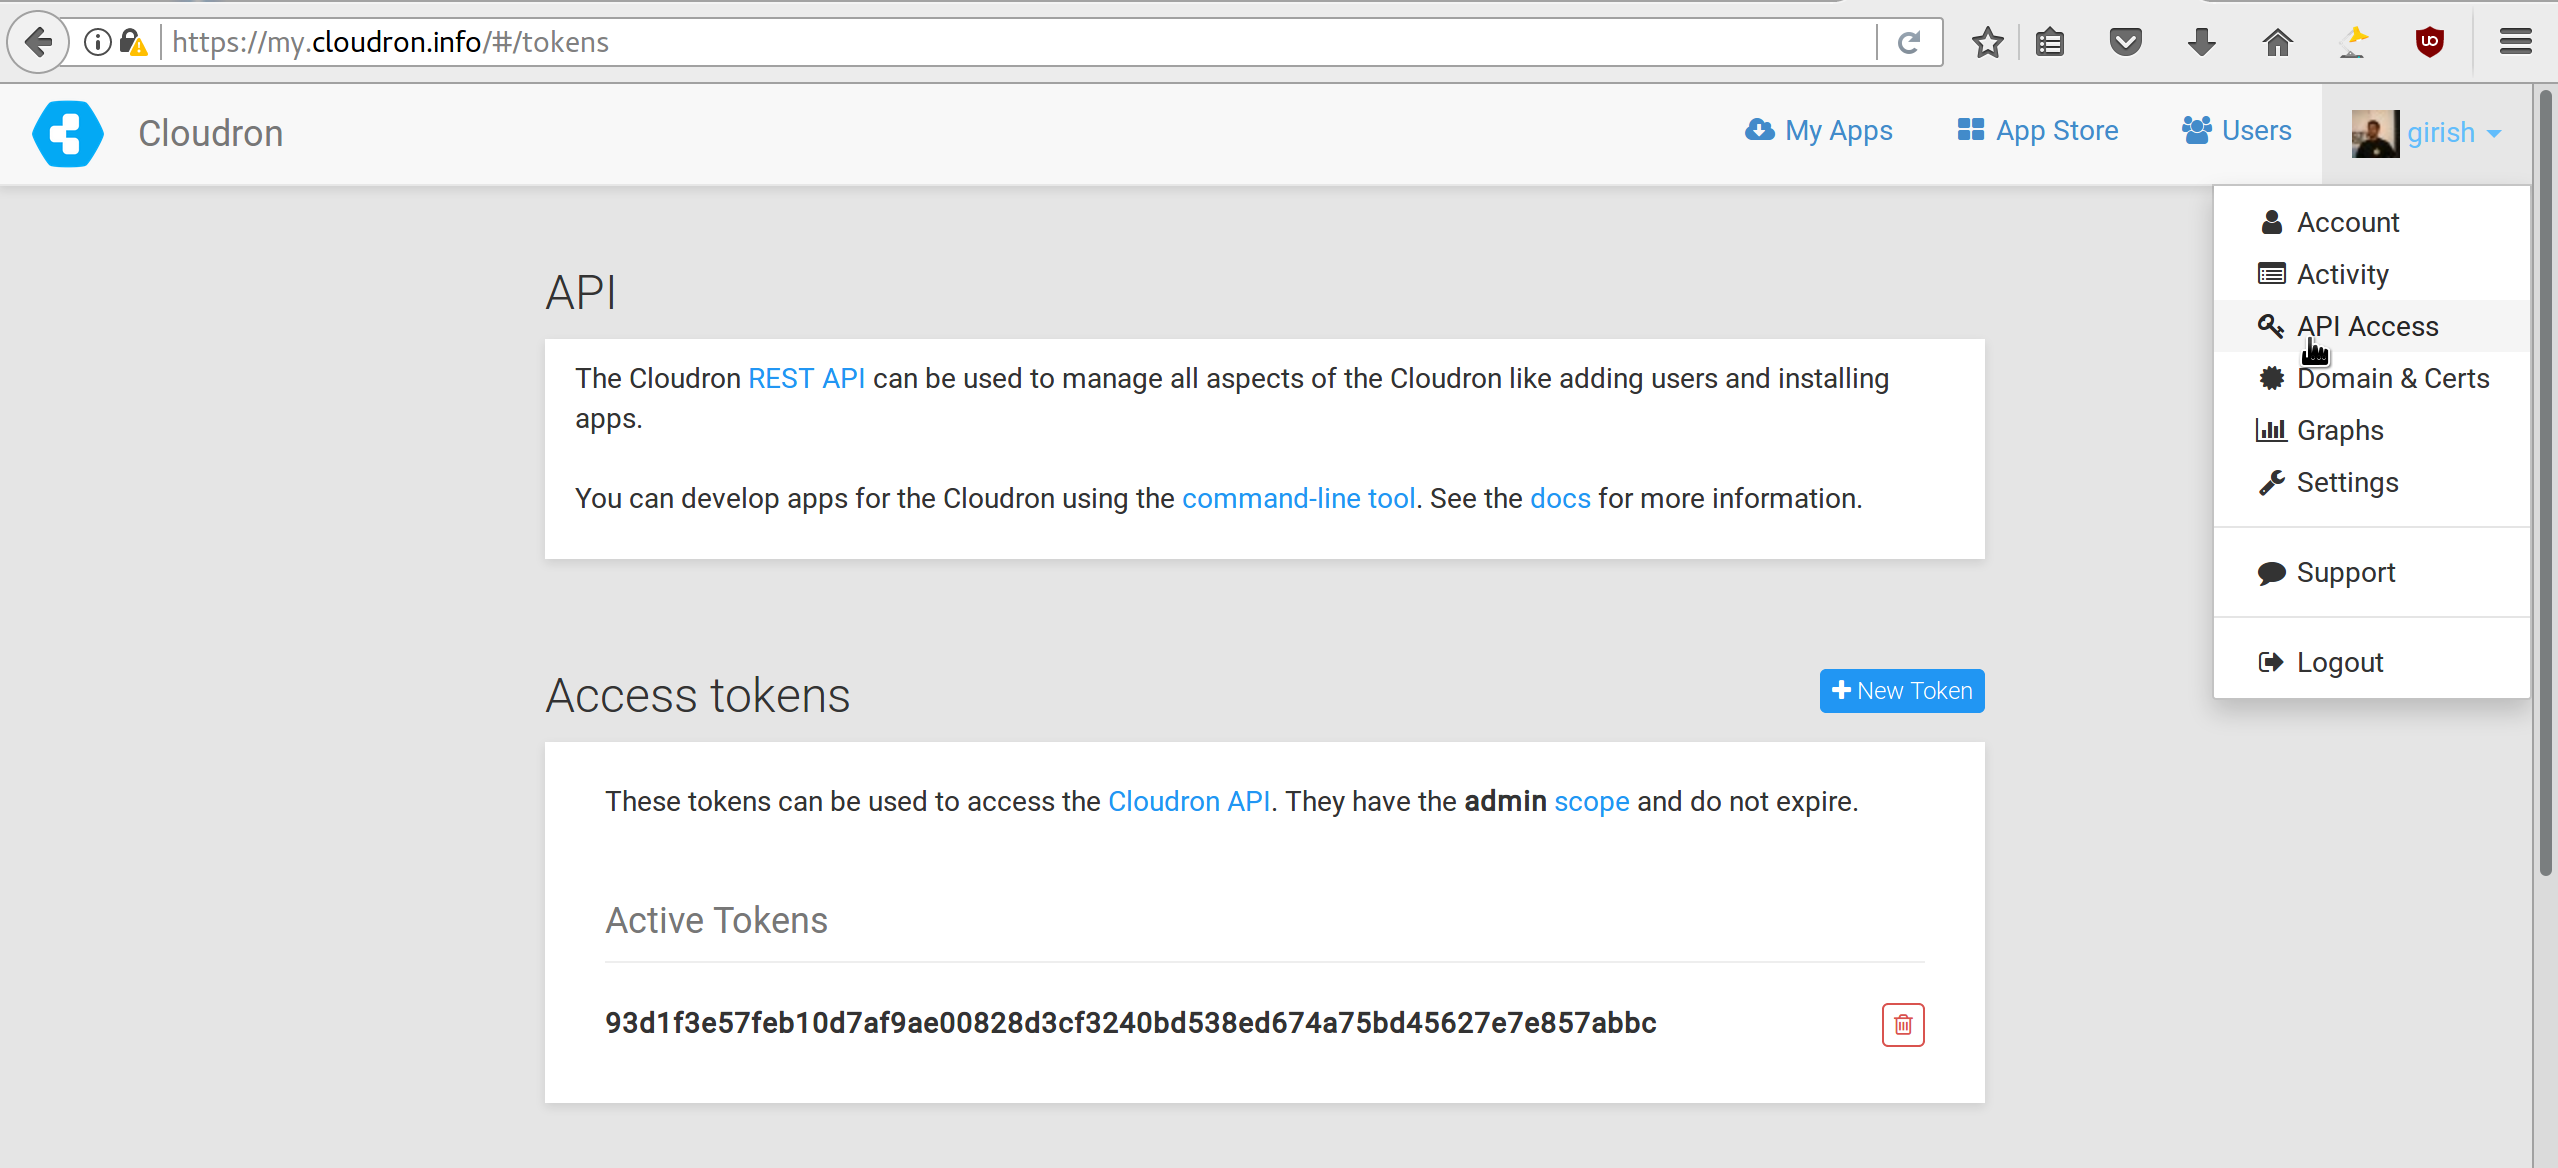 https://my.cloudron.info/#/tokens
Cloudron
My Apps
App Store
Users
girish
Account
Activity
API Access
Domain & Certs
Graphs
Settings
Support
Logout
API
The Cloudron REST API can be used to manage all aspects of the Cloudron like adding users and installing
apps.
You can develop apps for the Cloudron using the command-line tool. See the docs for more information.
Access tokens
New Token
These tokens can be used to access the Cloudron API. They have the admin scope and do not expire.
Active Tokens
93d1f3e57feb10d7af9ae00828d3cf3240bd538ed674a75bd45627e7e857abbc